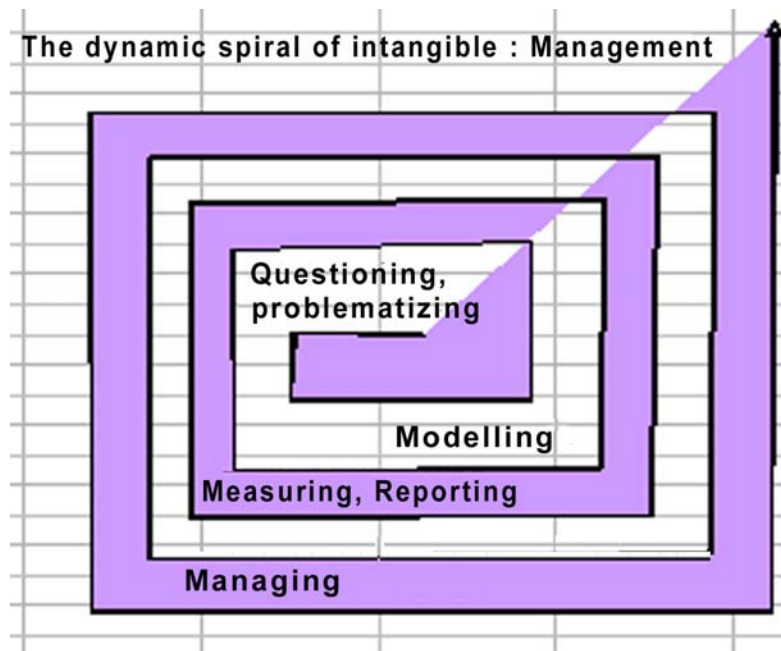 The dynamic spiral of intangible : Management
Questioning,
problematizing
Modelling
Measuring, Reporting
Managing